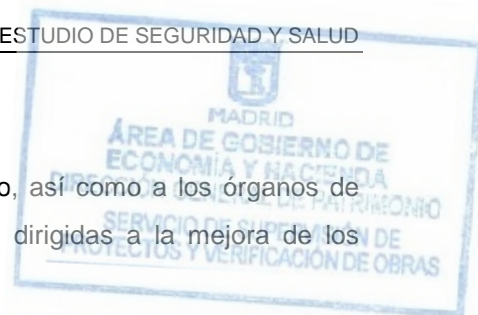 ESTUDIO DE SEGURIDAD Y SALUD
MADRID
ÁREA DE GOBIERNO DE
ECONOMÍA Y HACIENDA
DIRECCIÓN GENERAL DE PATRIMONIO
SERVICIO DE SUPERVISIÓN DE
PROYECTOS Y VERIFICACIÓN DE OBRAS
o, así como a los órganos de
dirigidas a la mejora de los